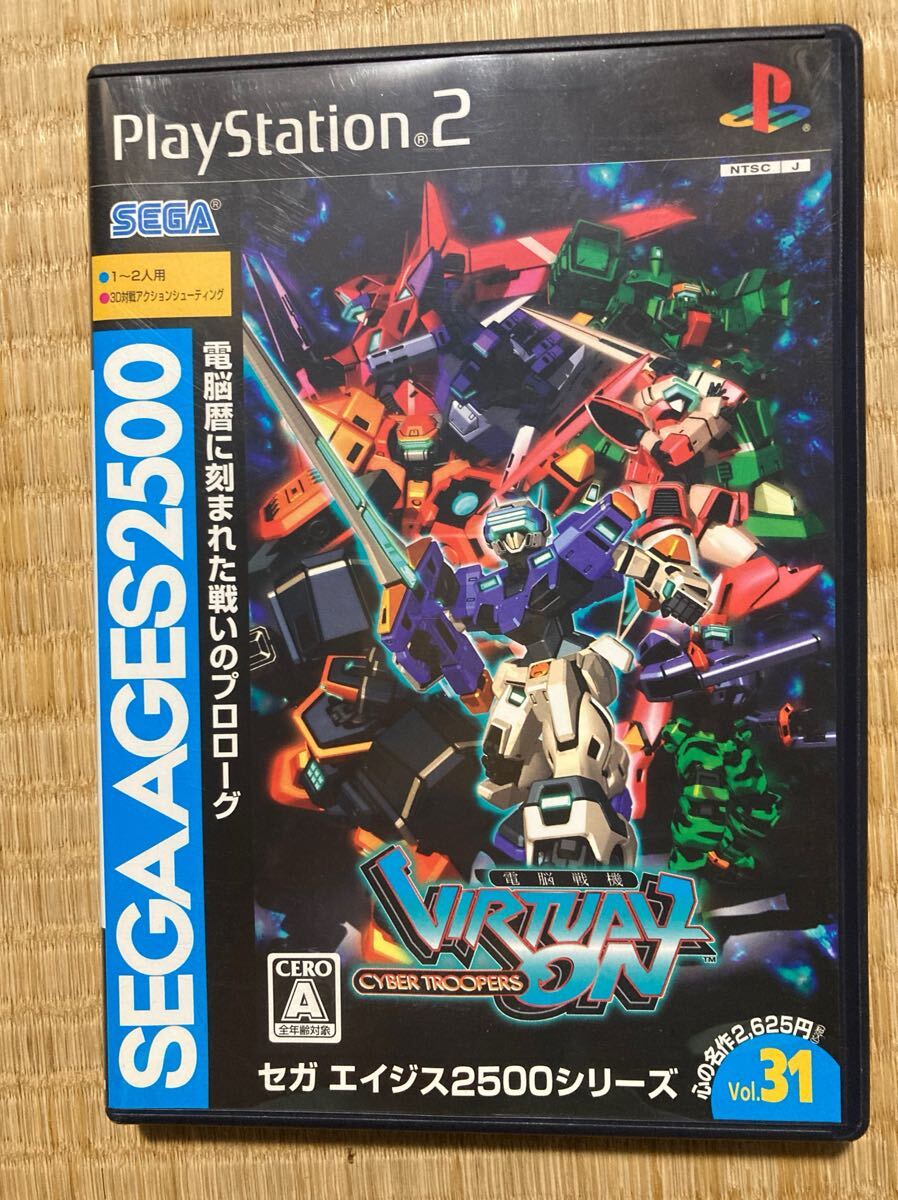 PlayStation®2
NTSC J
SEGA®
1～2人用
3D対戦アクションシューティング
SEGA AGES 2500
電脳暦に刻まれた戦いのプロローグ
電脳戦機
VIRTUAL ON™
CYBER TROOPERS
CERO
A
全年齢対象
心の名作2,625円
セガ エイジス2500シリーズ
Vol.31